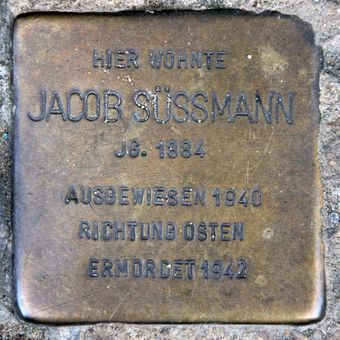 HIER WOHNTE
JACOB SÜSSMANN
JG. 1884
AUSGEWIESEN 1940
RICHTUNG OSTEN
ERMORDET 1942